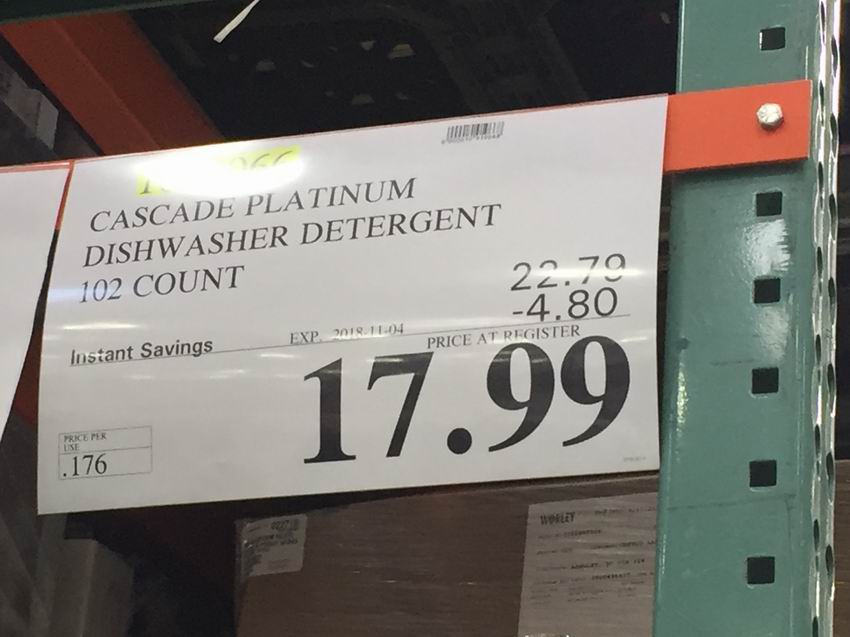 CASCADE PLATINUM
DISHWASHER DETERGENT
102 COUNT
22.79
-4.80
Instant Savings
EXP. 2018-11-04
PRICE AT REGISTER
17.99
PRICE PER
USE
.176
WORLEY